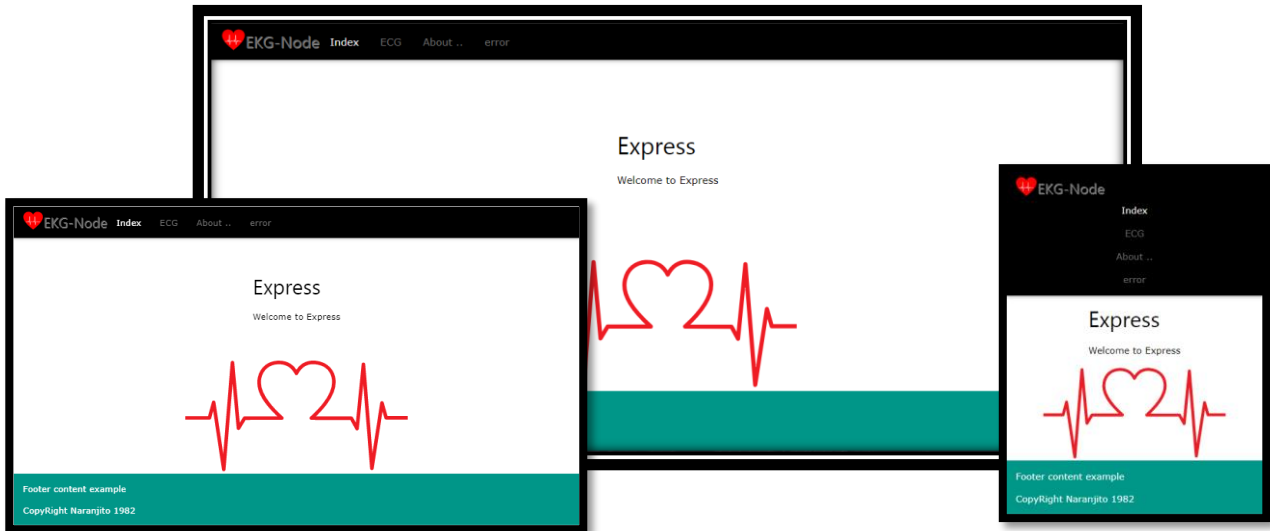 EKG-Node Index ECG About .. error
Express
Welcome to Express
EKG-Node Index ECG About .. error
Express
Welcome to Express
Footer content example
CopyRight Naranjito 1982
EKG-Node
Index
ECG
About ..
error
Express
Welcome to Express
Footer content example
CopyRight Naranjito 1982